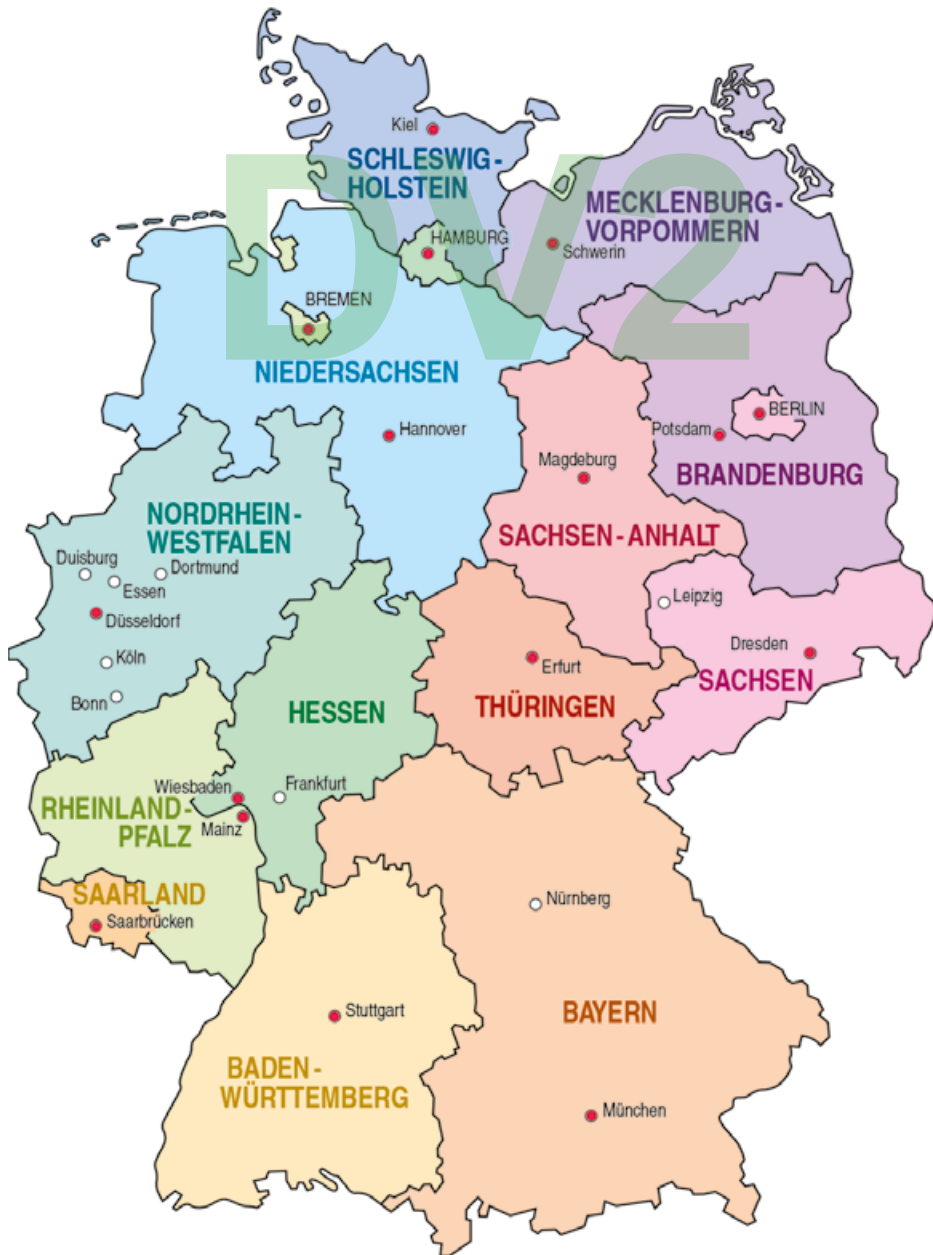 Kiel
SCHLESWIG-
HOLSTEIN
MECKLENBURG-
VORPOMMERN
HAMBURG
Schwerin
DV2
BREMEN
NIEDERSACHSEN
BERLIN
Hannover
Potsdam
Magdeburg
BRANDENBURG
NORDRHEIN-
WESTFALEN
SACHSEN-ANHALT
Duisburg
Dortmund
Essen
Leipzig
Düsseldorf
Dresden
Köln
Erfurt
SACHSEN
Bonn
HESSEN
THÜRINGEN
Wiesbaden
Frankfurt
RHEINLAND-
PFALZ
Mainz
SAARLAND
Nürnberg
Saarbrücken
Stuttgart
BAYERN
BADEN-
WÜRTTEMBERG
München